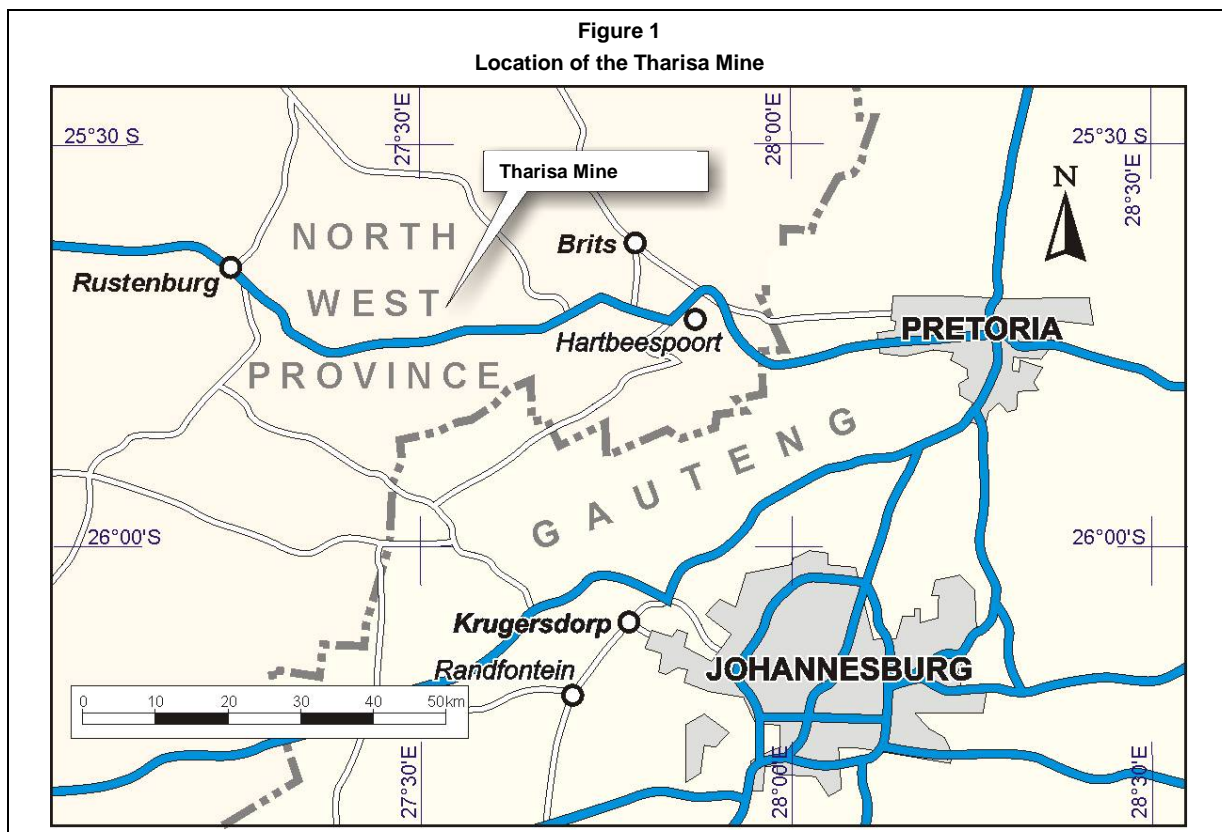 Figure 1
Location of the Tharisa Mine
25°30 S
27°30'E
28°00'E
25°30 S
28°30'E
Tharisa Mine
N
NORTH
WEST
PROVINCE
Brits
Rustenburg
Hartbeespoort
PRETORIA
GAUTENG
26°00'S
26°00'S
Krugersdorp
Randfontein
JOHANNESBURG
0 10 20 30 40 50km
27°30'E
28°00'E
28°30'E